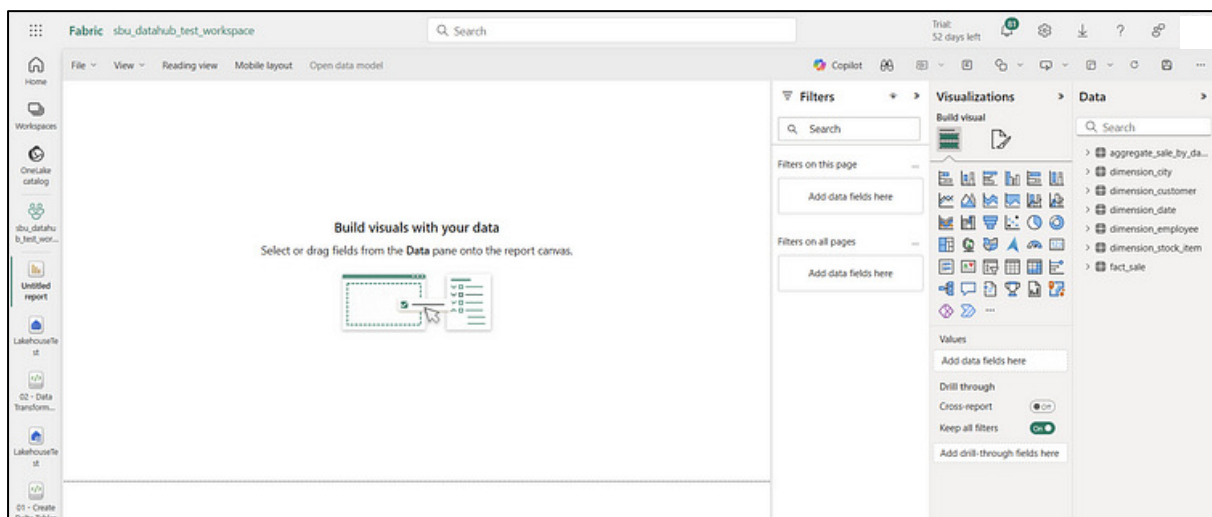 Fabric sbu_datahub_test_workspace
Search
Trial:
52 days left
81
File View Reading view Mobile layout Open data model
Copilot
Home
Workspaces
OneLake
catalog
sbu_datahu
b_test_wor...
Untitled
report
LakehouseTe
st
02 - Data
Transform...
LakehouseTe
st
01 - Create
Build visuals with your data
Select or drag fields from the Data pane onto the report canvas.
Filters
Search
Filters on this page
Add data fields here
Filters on all pages
Add data fields here
Visualizations
Build visual
Values
Add data fields here
Drill through
Cross-report
Off
Keep all filters
On
Add drill-through fields here
Data
Search
aggregate_sale_by_da...
dimension_city
dimension_customer
dimension_date
dimension_employee
dimension_stock_item
fact_sale